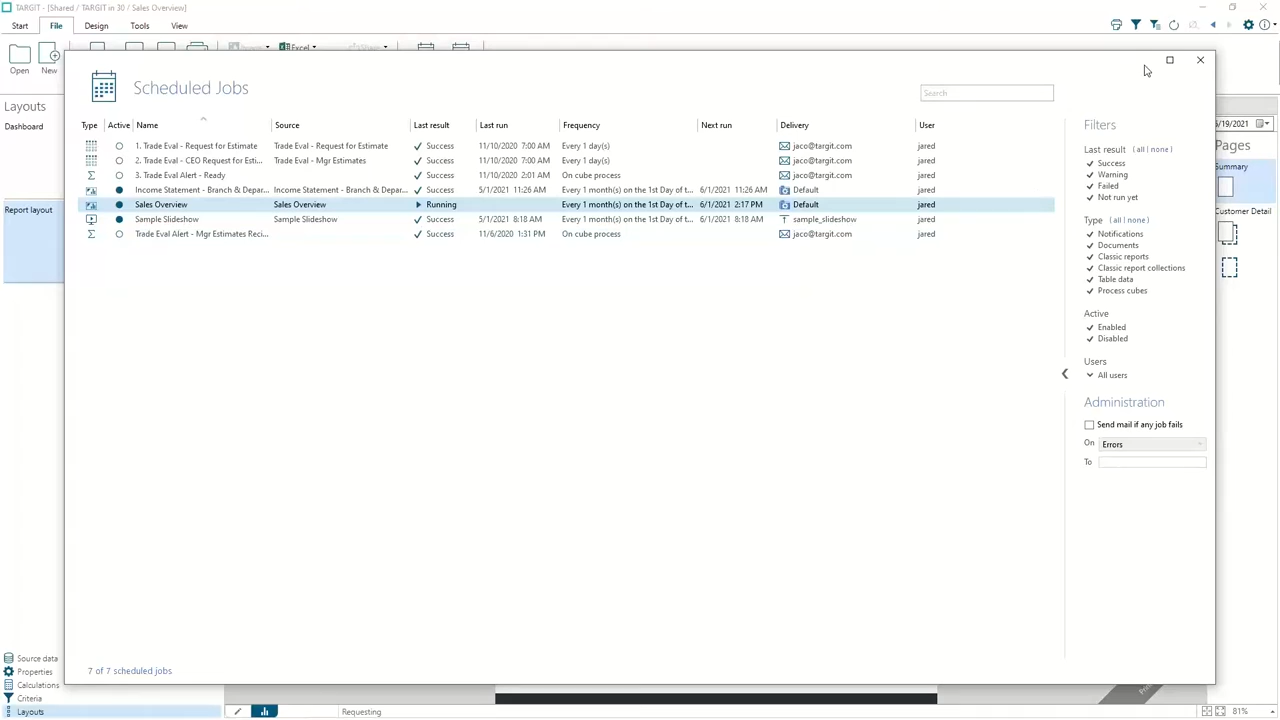 TARGIT - [Shared / TARGIT in 30 / Sales Overview]
Start File Design Tools View
Open New Excel
Layouts
Dashboard
Report layout
Scheduled Jobs
Search
Type Active Name Source Last result Last run Frequency Next run Delivery User
1. Trade Eval - Request for Estimate Trade Eval - Request for Estimate Success 11/10/2020 7:00 AM Every 1 day(s) jaco@targit.com jared
2. Trade Eval - CEO Request for Esti... Trade Eval - Mgr Estimates Success 11/10/2020 7:00 AM Every 1 day(s) jaco@targit.com jared
3. Trade Eval Alert - Ready Success 11/10/2020 2:01 AM On cube process jaco@targit.com jared
Income Statement - Branch & Depar... Income Statement - Branch & Depar... Success 5/1/2021 11:26 AM Every 1 month(s) on the 1st Day of t... 6/1/2021 11:26 AM Default jared
Sales Overview Sales Overview Running Every 1 month(s) on the 1st Day of t... 6/1/2021 2:17 PM Default jared
Sample Slideshow Sample Slideshow Success 5/1/2021 8:18 AM Every 1 month(s) on the 1st Day of t... 6/1/2021 8:18 AM sample_slideshow jared
Trade Eval Alert - Mgr Estimates Reci... Success 11/6/2020 1:31 PM On cube process jaco@targit.com jared
7 of 7 scheduled jobs
Filters
Last result (all | none)
Success
Warning
Failed
Not run yet
Type (all | none)
Notifications
Documents
Classic reports
Classic report collections
Table data
Process cubes
Active
Enabled
Disabled
Users
All users
Administration
Send mail if any job fails
On Errors
To
/19/2021
Pages
Summary
Customer Detail
Source data
Properties
Calculations
Criteria
Layouts
Requesting
81%